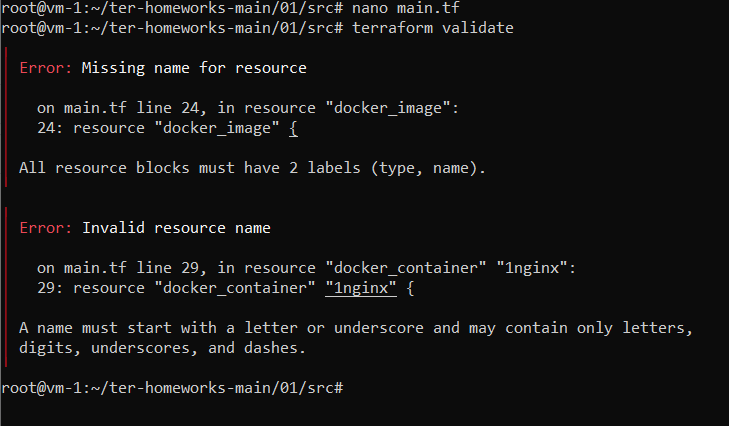 root@vm-1:~/ter-homeworks-main/01/src# nano main.tf
root@vm-1:~/ter-homeworks-main/01/src# terraform validate
Error: Missing name for resource
on main.tf line 24, in resource "docker_image":
24: resource "docker_image" {
All resource blocks must have 2 labels (type, name).
Error: Invalid resource name
on main.tf line 29, in resource "docker_container" "1nginx":
29: resource "docker_container" "1nginx" {
A name must start with a letter or underscore and may contain only letters,
digits, underscores, and dashes.
root@vm-1:~/ter-homeworks-main/01/src#